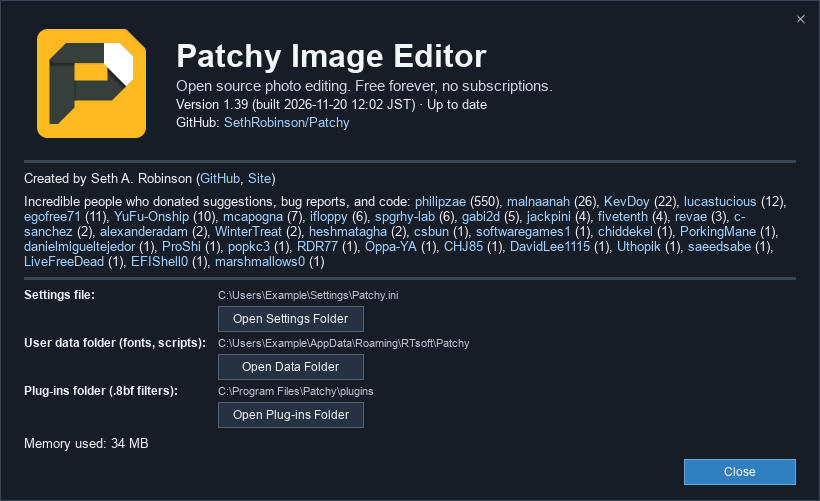 ×
Patchy Image Editor
Open source photo editing. Free forever, no subscriptions.
Version 1.39 (built 2026-11-20 12:02 JST) · Up to date
GitHub: SethRobinson/Patchy
Created by Seth A. Robinson (GitHub, Site)
Incredible people who donated suggestions, bug reports, and code: philipzae (550), malnaanah (26), KevDoy (22), lucastucious (12),
egofree71 (11), YuFu-Onship (10), mcapogna (7), ifloppy (6), spgrhy-lab (6), gabi2d (5), jackpini (4), fivetenth (4), revae (3), c-
sanchez (2), alexanderadam (2), WinterTreat (2), heshmatagha (2), csbun (1), softwaregames1 (1), chiddekel (1), PorkingMane (1),
danielmigueltejedor (1), ProShi (1), popkc3 (1), RDR77 (1), Oppa-YA (1), CHJ85 (1), DavidLee1115 (1), Uthopik (1), saeedsabe (1),
LiveFreeDead (1), EFIShell0 (1), marshmallows0 (1)
Settings file: C:\Users\Example\Settings\Patchy.ini
Open Settings Folder
User data folder (fonts, scripts): C:\Users\Example\AppData\Roaming\RTsoft\Patchy
Open Data Folder
Plug-ins folder (.8bf filters): C:\Program Files\Patchy\plugins
Open Plug-ins Folder
Memory used: 34 MB
Close